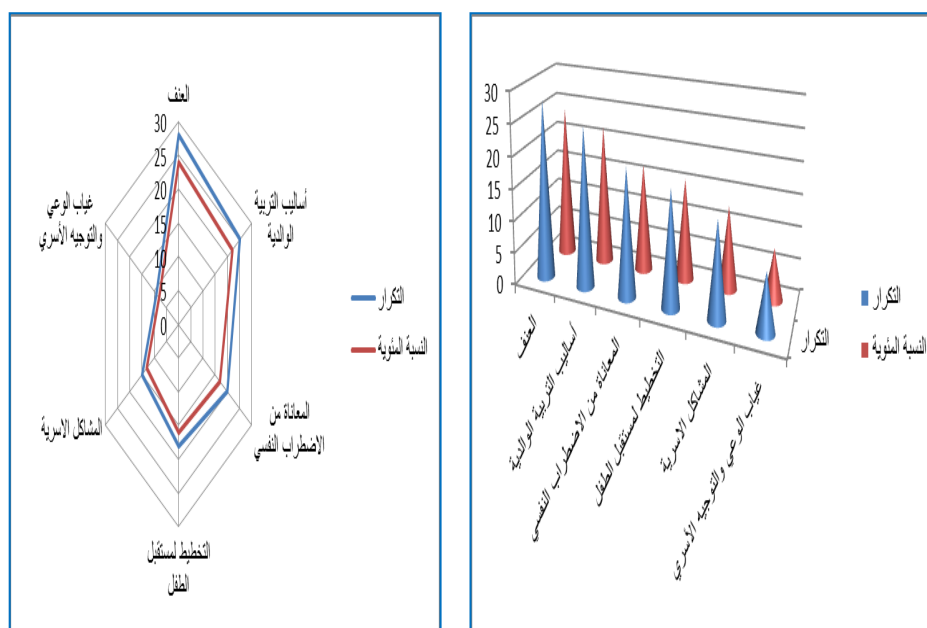 العنف
30
25
20
15
10
5
0
أساليب التربية
الوالدية
المعاناة من
الاضطراب النفسي
التخطيط لمستقبل
الطفل
المشاكل الاسرية
غياب الوعي
والتوجيه الأسري
التكرار
النسبة المئوية
30
25
20
15
10
5
0
العنف
أساليب التربية الوالدية
المعاناة من الاضطراب النفسي
التخطيط لمستقبل الطفل
المشاكل الاسرية
غياب الوعي والتوجيه الأسري
التكرار
التكرار
النسبة المئوية